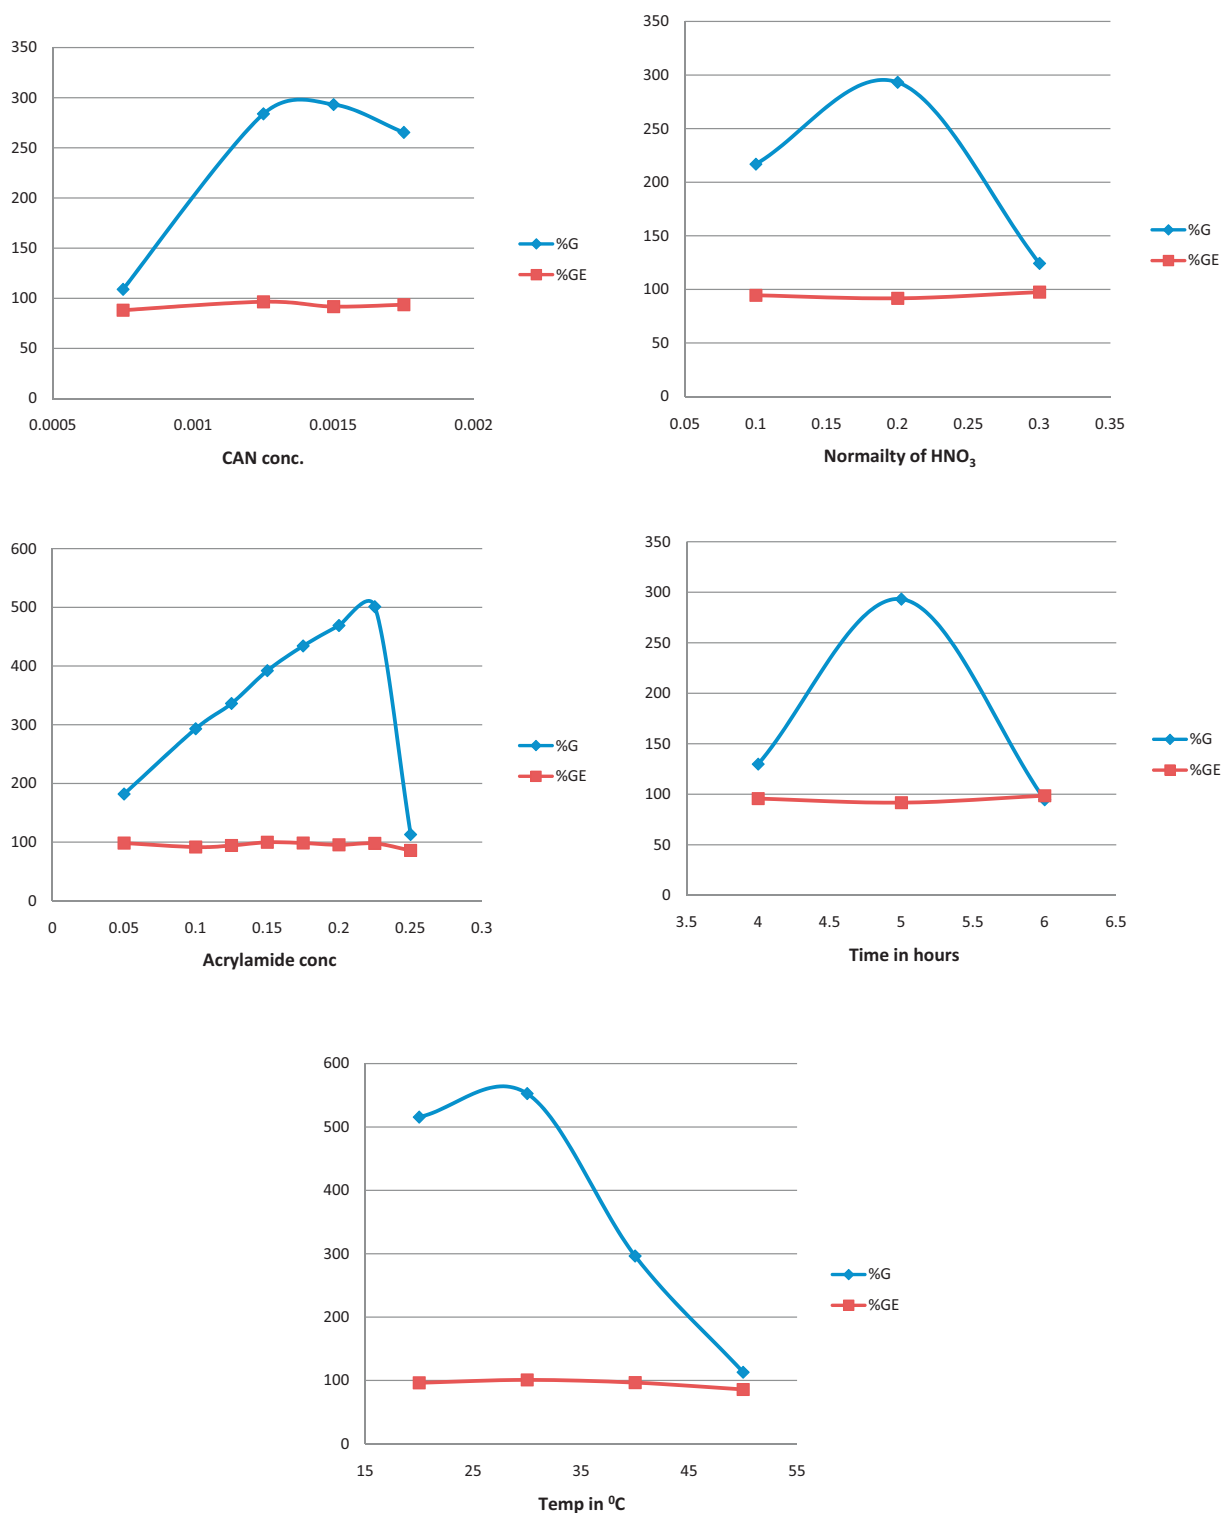 350
300
250
200
150
100
50
0
0.0005 0.001 0.0015 0.002
CAN conc.
%G
%GE
350
300
250
200
150
100
50
0
0.05 0.1 0.15 0.2 0.25 0.3 0.35
Normailty of HNO₃
%G
%GE
600
500
400
300
200
100
0
0 0.05 0.1 0.15 0.2 0.25 0.3
Acrylamide conc
%G
%GE
350
300
250
200
150
100
50
0
3.5 4 4.5 5 5.5 6 6.5
Time in hours
%G
%GE
600
500
400
300
200
100
0
15 25 35 45 55
Temp in ⁰C
%G
%GE